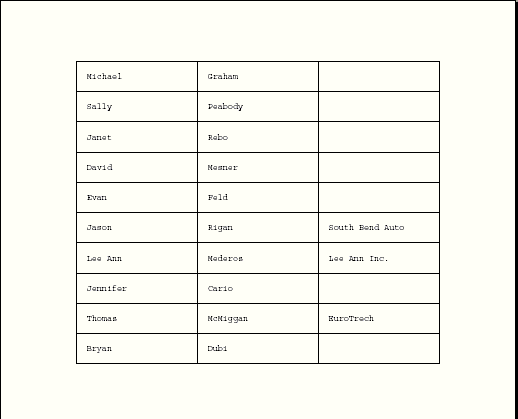 Michael Graham
Sally Peabody
Janet Rebo
David Mesner
Evan Feld
Jason Rigan South Bend Auto
Lee Ann Mederos Lee Ann Inc.
Jennifer Cario
Thomas McMiggan EuroTrech
Bryan Dubi